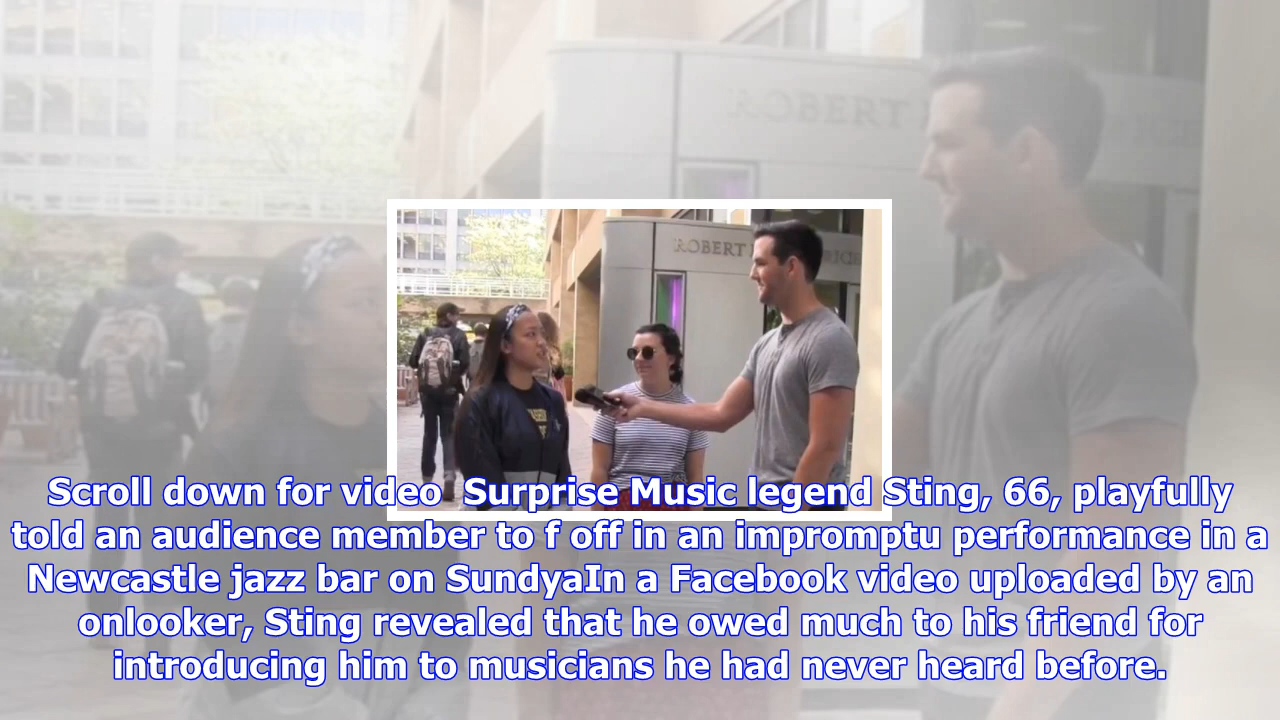 ROBERT
RICE
Scroll down for video  Surprise Music legend Sting, 66, playfully
told an audience member to f off in an impromptu performance in a
Newcastle jazz bar on SundyaIn a Facebook video uploaded by an
onlooker, Sting revealed that he owed much to his friend for
introducing him to musicians he had never heard before.